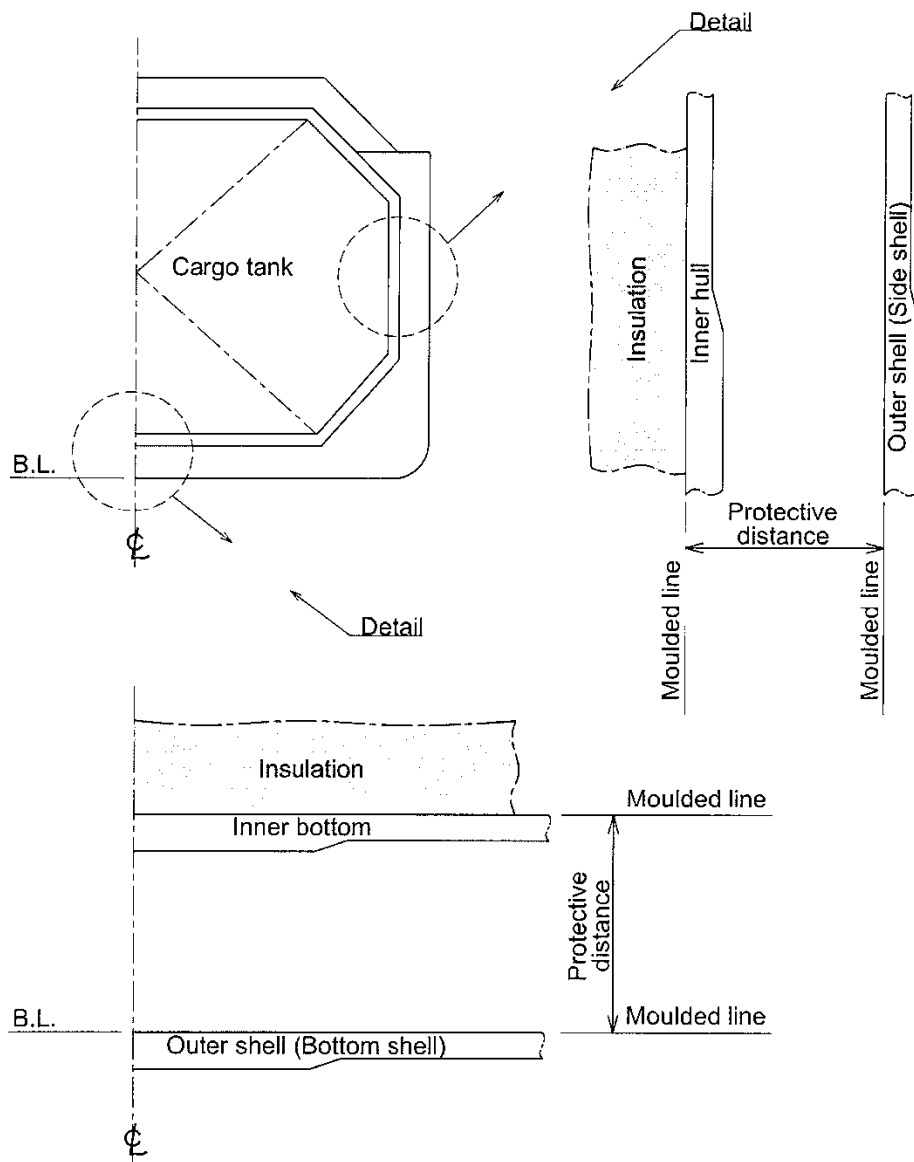 Detail
Cargo tank
B.L.
℄
Insulation
Inner hull
Outer shell (Side shell)
Protective
distance
Moulded line
Moulded line
Detail
Insulation
Inner bottom
Moulded line
Protective
distance
B.L.
Moulded line
Outer shell (Bottom shell)
℄